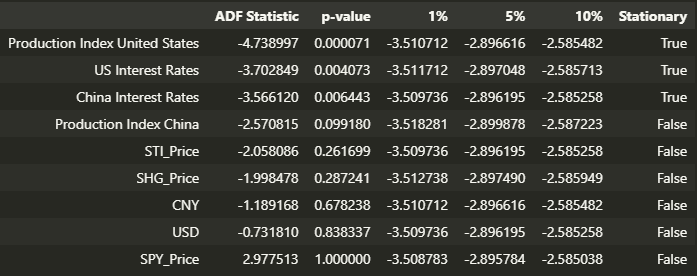 ADF Statistic p-value 1% 5% 10% Stationary
Production Index United States -4.738997 0.000071 -3.510712 -2.896616 -2.585482 True
US Interest Rates -3.702849 0.004073 -3.511712 -2.897048 -2.585713 True
China Interest Rates -3.566120 0.006443 -3.509736 -2.896195 -2.585258 True
Production Index China -2.570815 0.099180 -3.518281 -2.899878 -2.587223 False
STI_Price -2.058086 0.261699 -3.509736 -2.896195 -2.585258 False
SHG_Price -1.998478 0.287241 -3.512738 -2.897490 -2.585949 False
CNY -1.189168 0.678238 -3.510712 -2.896616 -2.585482 False
USD -0.731810 0.838337 -3.509736 -2.896195 -2.585258 False
SPY_Price 2.977513 1.000000 -3.508783 -2.895784 -2.585038 False